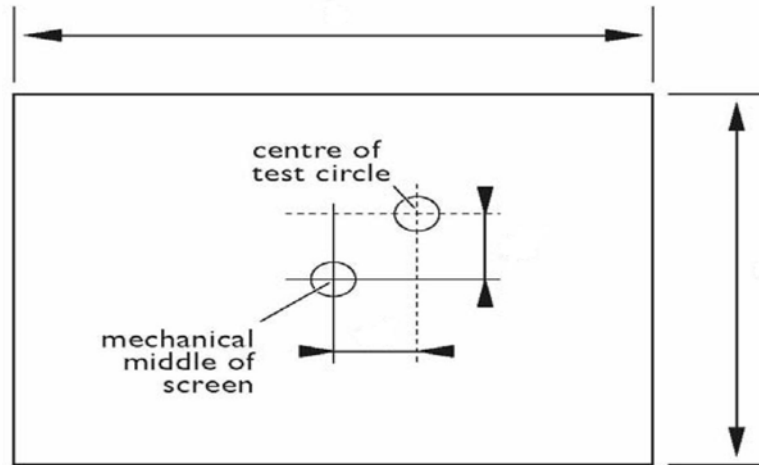 centre of
test circle
mechanical
middle of
screen